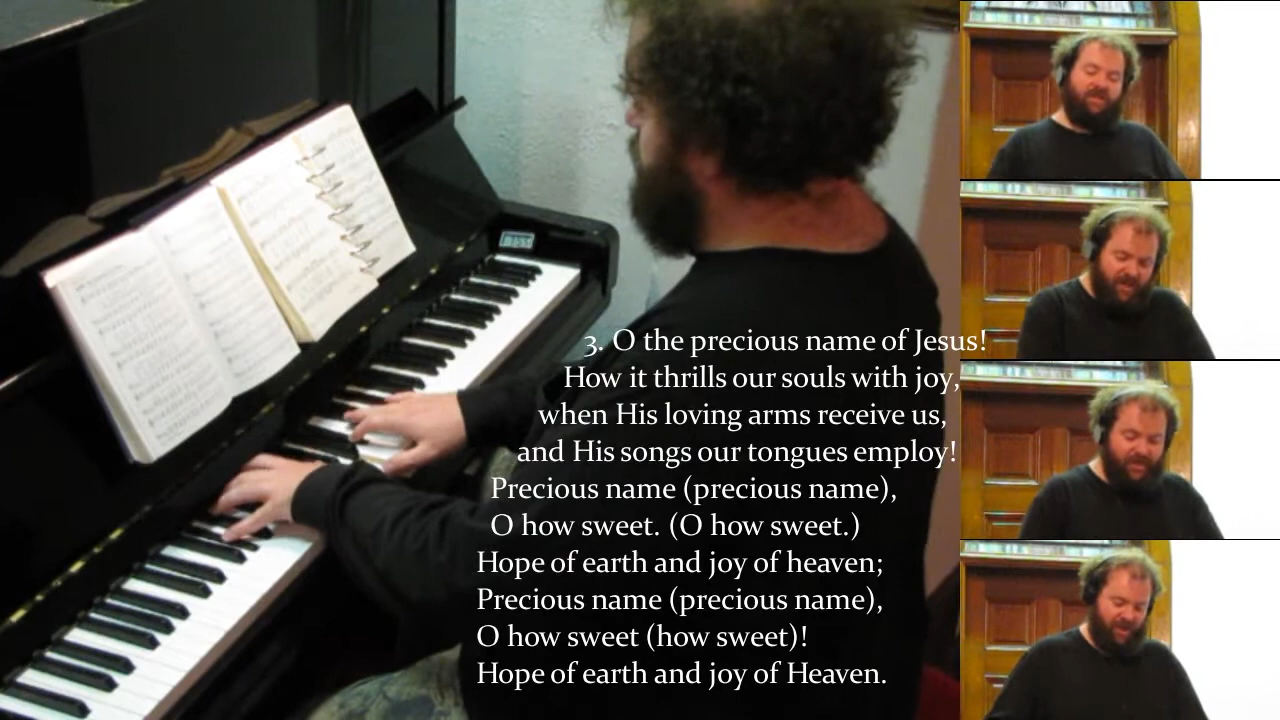 3. O the precious name of Jesus!
How it thrills our souls with joy,
when His loving arms receive us,
and His songs our tongues employ!
Precious name (precious name),
O how sweet. (O how sweet.)
Hope of earth and joy of heaven;
Precious name (precious name),
O how sweet (how sweet)!
Hope of earth and joy of Heaven.